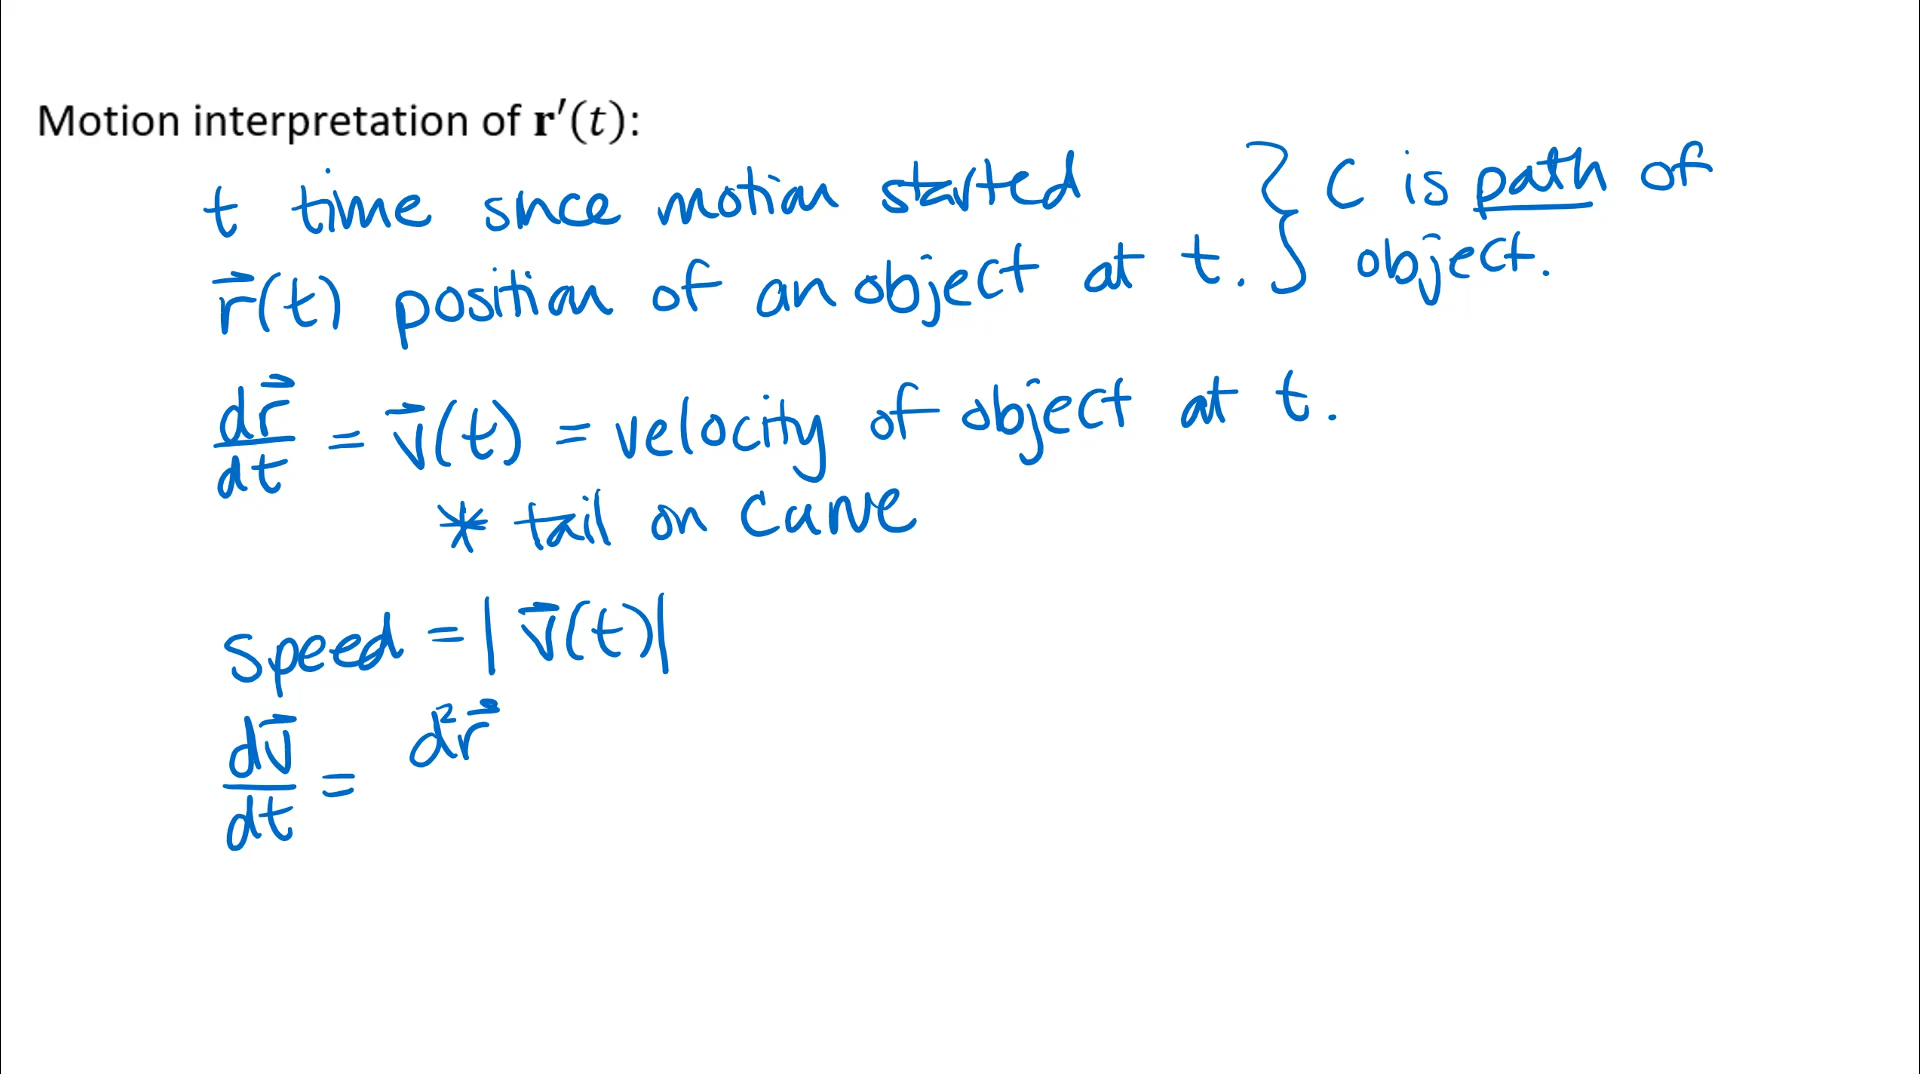 Motion interpretation of 𝐫′(t):
t time since motion started } C is path of
r⃗(t) position of an object at t. } object.
dr⃗/dt = v⃗(t) = velocity of object at t.
* tail on curve
speed = | v⃗(t)|
dv⃗/dt = d²r⃗